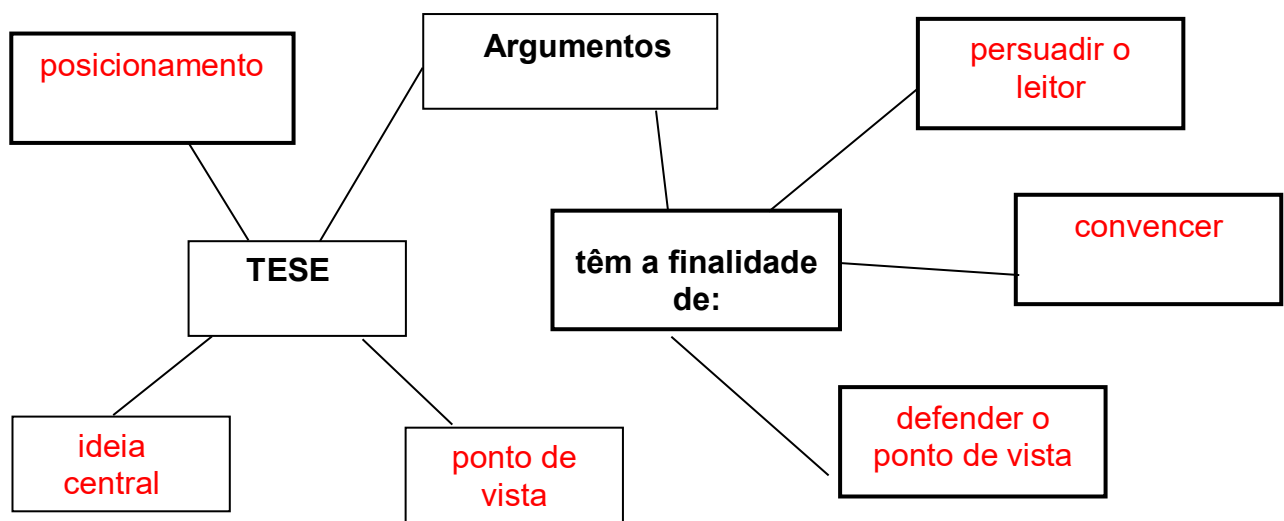 posicionamento
Argumentos
persuadir o
leitor
TESE
têm a finalidade
de:
convencer
ideia
central
ponto de
vista
defender o
ponto de vista